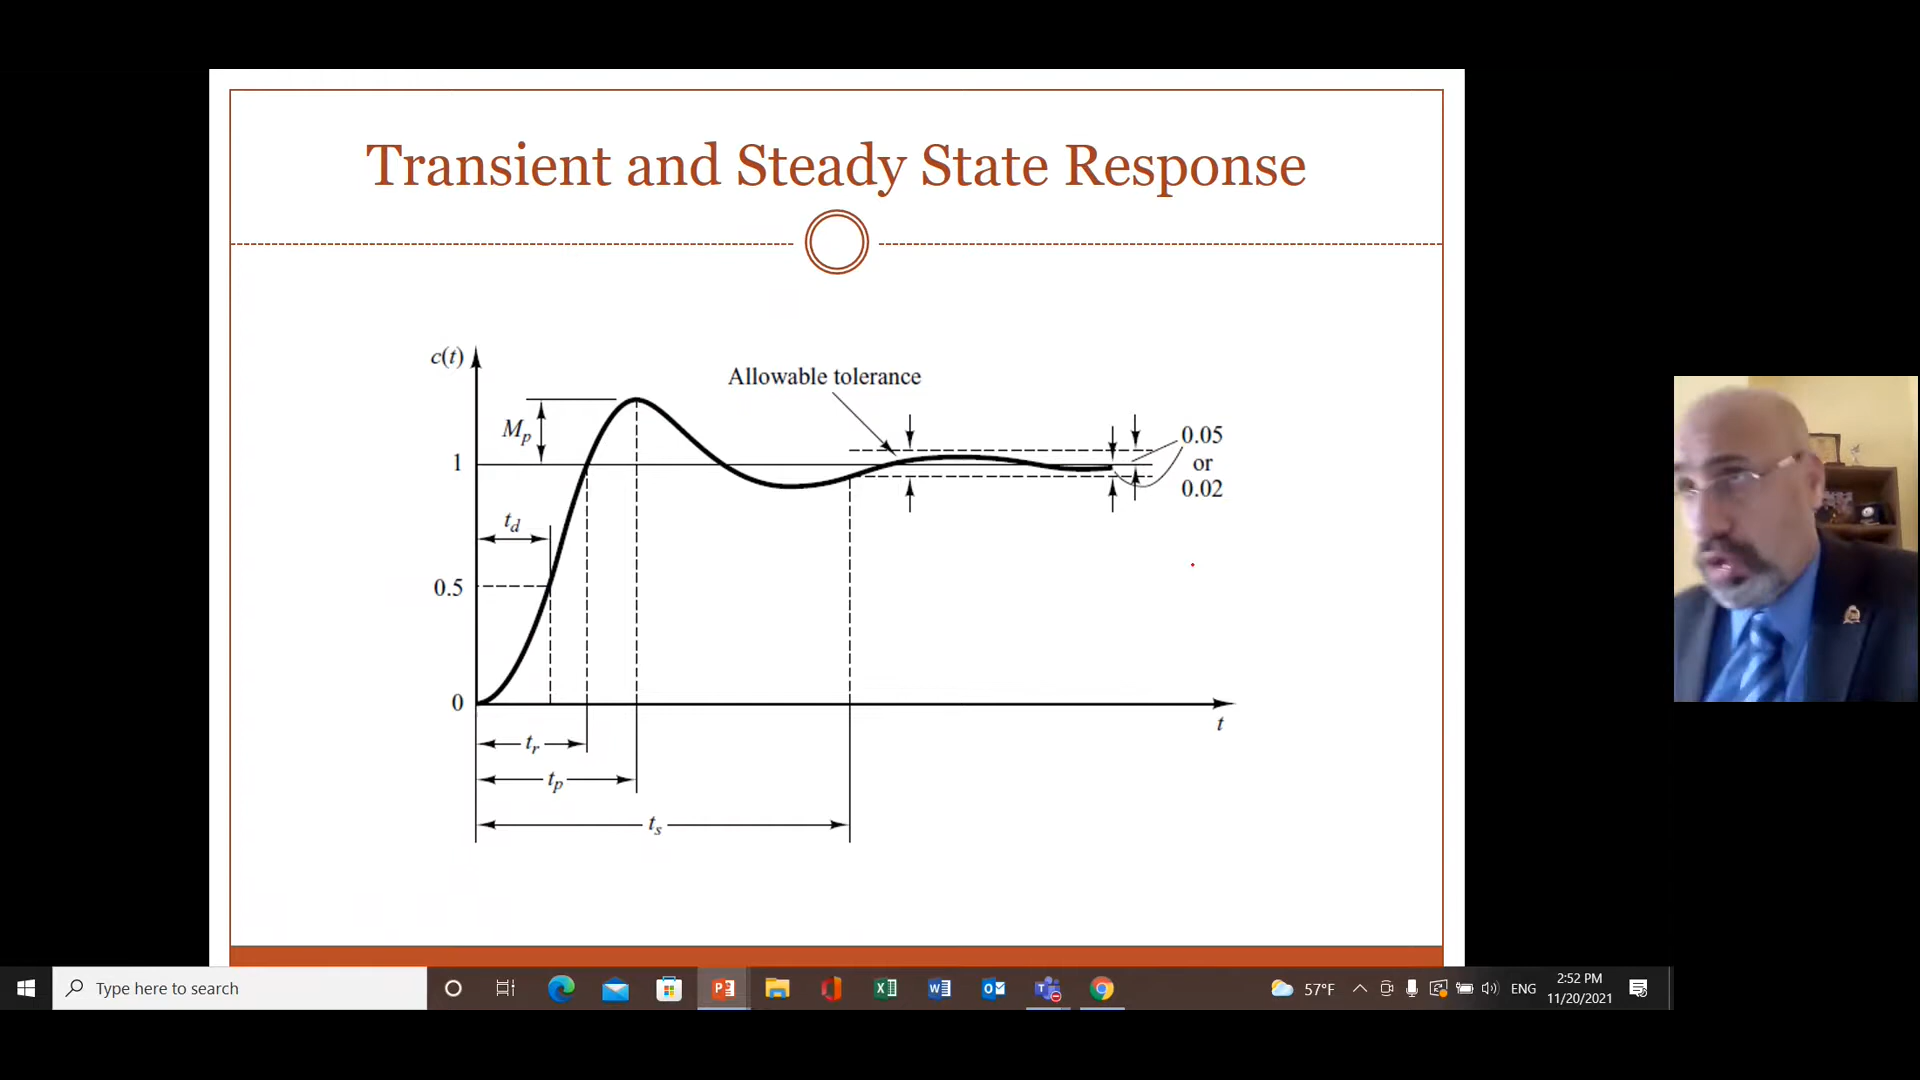 Transient and Steady State Response
c(t)
Allowable tolerance
M_p
1
0.05
or
0.02
t_d
0.5
0
t
t_r
t_p
t_s
Type here to search
57°F
ENG
2:52 PM
11/20/2021